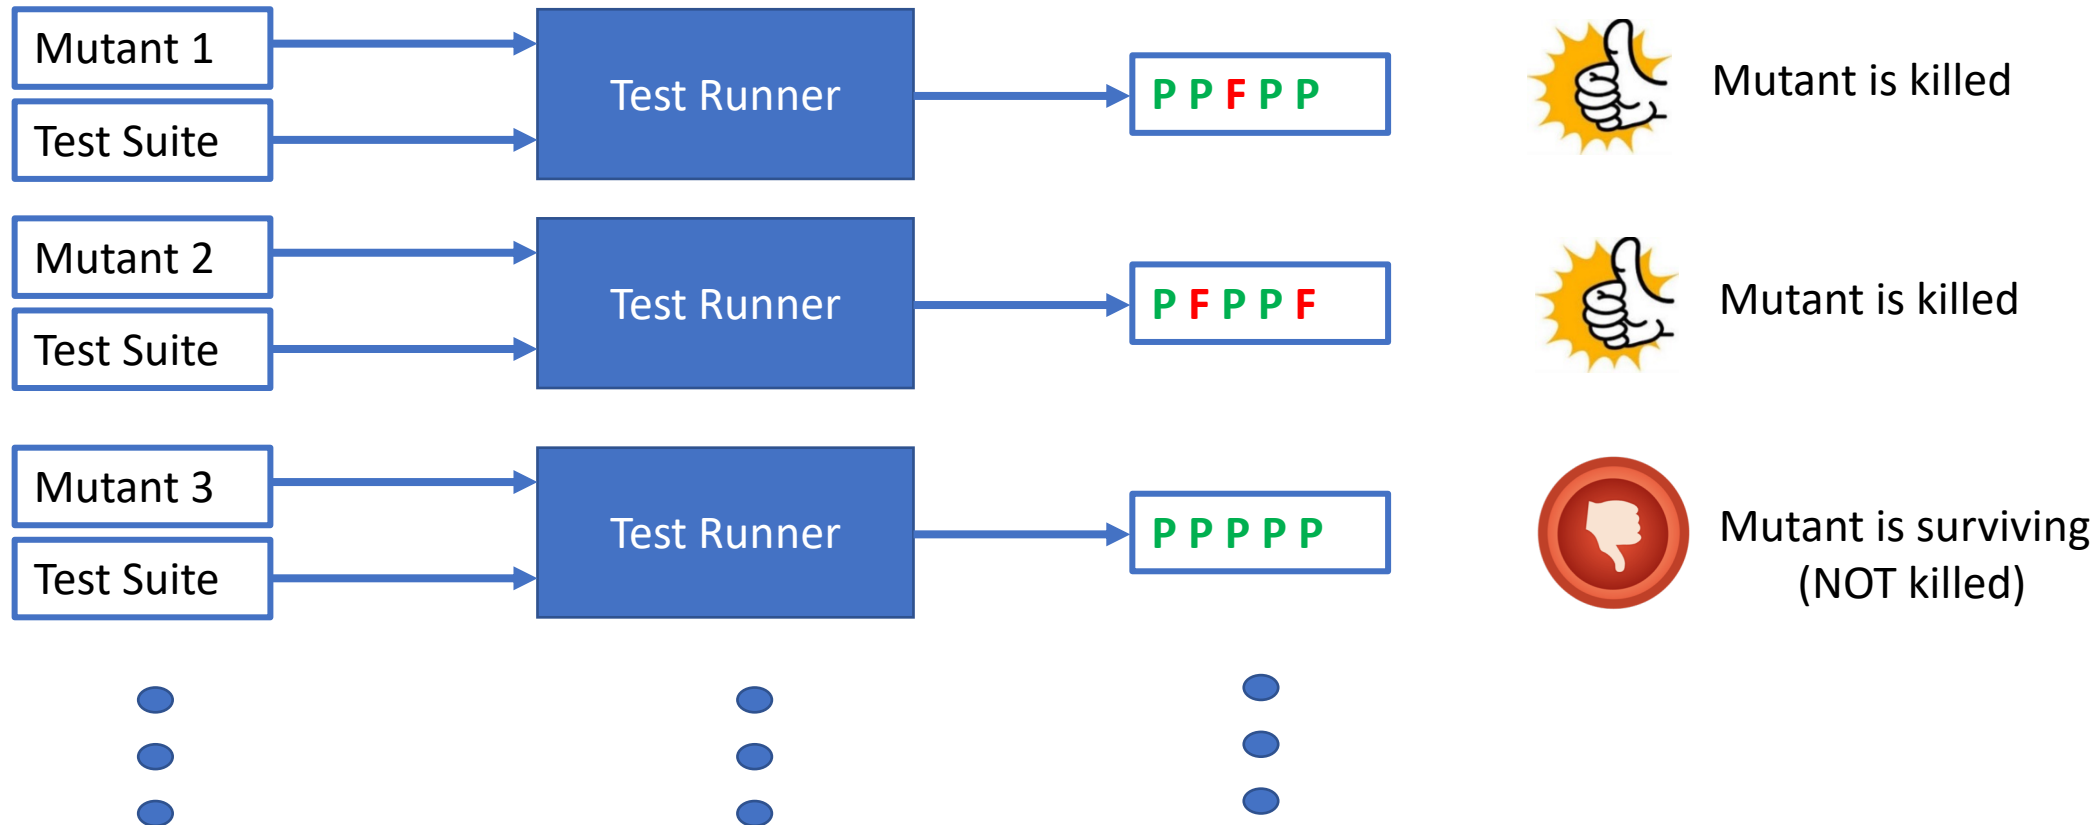 Mutant 1
Test Suite
Test Runner
P P F P P
Mutant is killed
Mutant 2
Test Suite
Test Runner
P F P P F
Mutant is killed
Mutant 3
Test Suite
Test Runner
P P P P P
Mutant is surviving
(NOT killed)